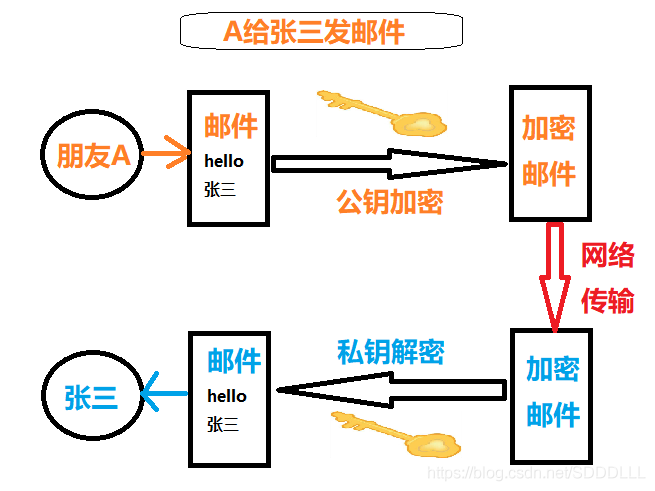 A给张三发邮件
朋友A
邮件
hello
张三
公钥加密
加密
邮件
网络
传输
加密
邮件
私钥解密
邮件
hello
张三
张三
https://blog.csdn.net/SDDDLLL